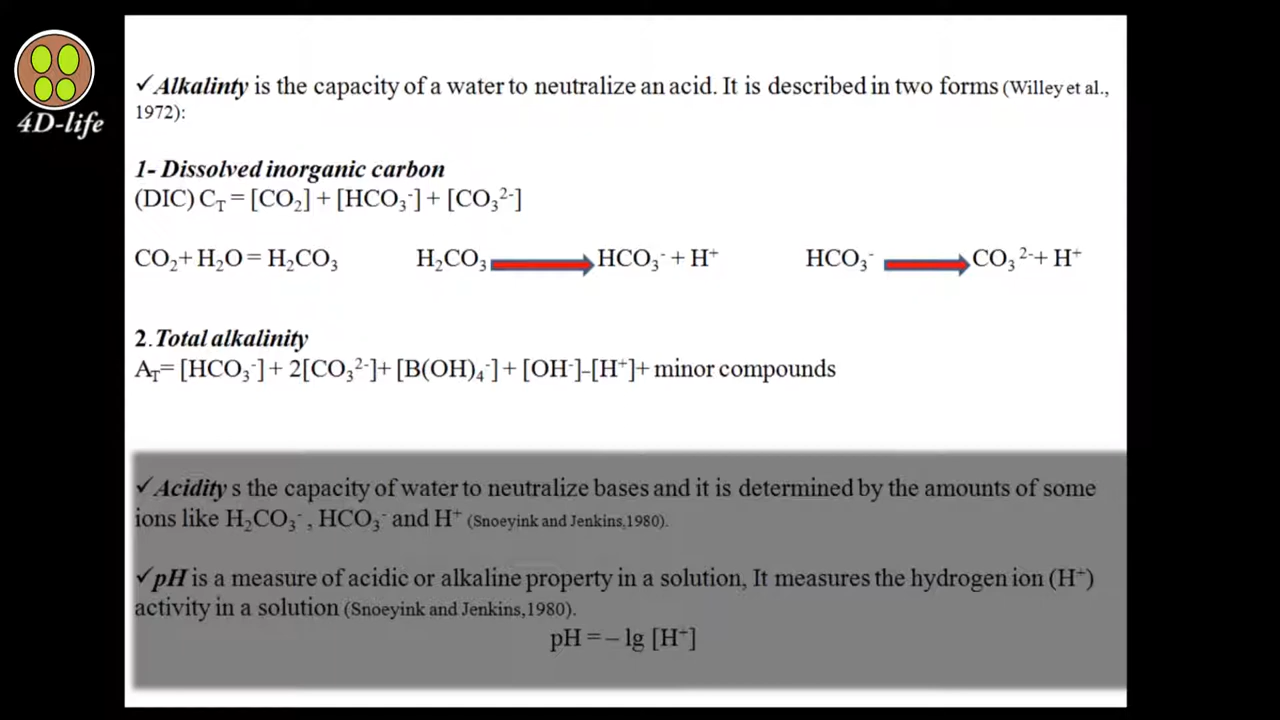 4D-life
✓Alkalinty is the capacity of a water to neutralize an acid. It is described in two forms (Willey et al.,
1972):
1- Dissolved inorganic carbon
(DIC) C_T = [CO₂] + [HCO₃⁻] + [CO₃²⁻]
CO₂+ H₂O = H₂CO₃ H₂CO₃ → HCO₃⁻ + H⁺ HCO₃⁻ → CO₃²⁻+ H⁺
2.Total alkalinity
A_T= [HCO₃⁻] + 2[CO₃²⁻]+ [B(OH)₄⁻] + [OH⁻]-[H⁺]+ minor compounds
✓Acidity s the capacity of water to neutralize bases and it is determined by the amounts of some
ions like H₂CO₃⁻ , HCO₃⁻ and H⁺ (Snoeyink and Jenkins,1980).
✓pH is a measure of acidic or alkaline property in a solution, It measures the hydrogen ion (H⁺)
activity in a solution (Snoeyink and Jenkins,1980).
pH = – lg [H⁺]